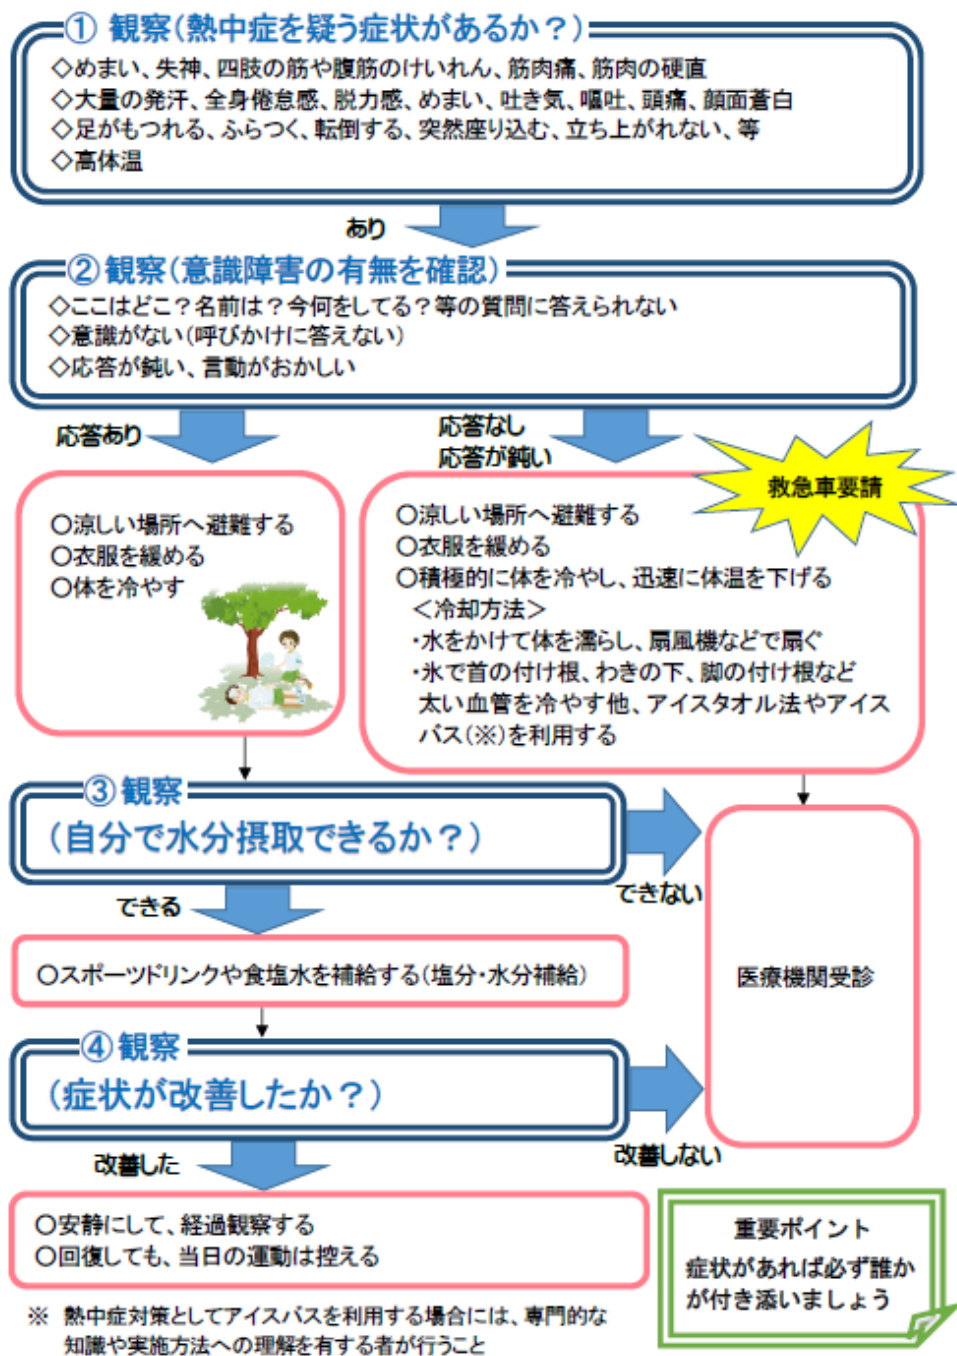 ① 観察(熱中症を疑う症状があるか？)
◇めまい、失神、四肢の筋や腹筋のけいれん、筋肉痛、筋肉の硬直
◇大量の発汗、全身倦怠感、脱力感、めまい、吐き気、嘔吐、頭痛、顔面蒼白
◇足がもつれる、ふらつく、転倒する、突然座り込む、立ち上がれない、等
◇高体温
あり
② 観察(意識障害の有無を確認)
◇ここはどこ？名前は？今何をしてる？等の質問に答えられない
◇意識がない(呼びかけに答えない)
◇応答が鈍い、言動がおかしい
応答あり
応答なし
応答が鈍い
救急車要請
○涼しい場所へ避難する
○衣服を緩める
○体を冷やす
○涼しい場所へ避難する
○衣服を緩める
○積極的に体を冷やし、迅速に体温を下げる
＜冷却方法＞
・水をかけて体を濡らし、扇風機などで扇ぐ
・氷で首の付け根、わきの下、脚の付け根など
太い血管を冷やす他、アイスタオル法やアイス
バス(※)を利用する
③ 観察
(自分で水分摂取できるか？)
できない
できる
○スポーツドリンクや食塩水を補給する(塩分・水分補給)
医療機関受診
④ 観察
(症状が改善したか？)
改善しない
改善した
○安静にして、経過観察する
○回復しても、当日の運動は控える
重要ポイント
症状があれば必ず誰か
が付き添いましょう
※ 熱中症対策としてアイスバスを利用する場合には、専門的な
知識や実施方法への理解を有する者が行うこと